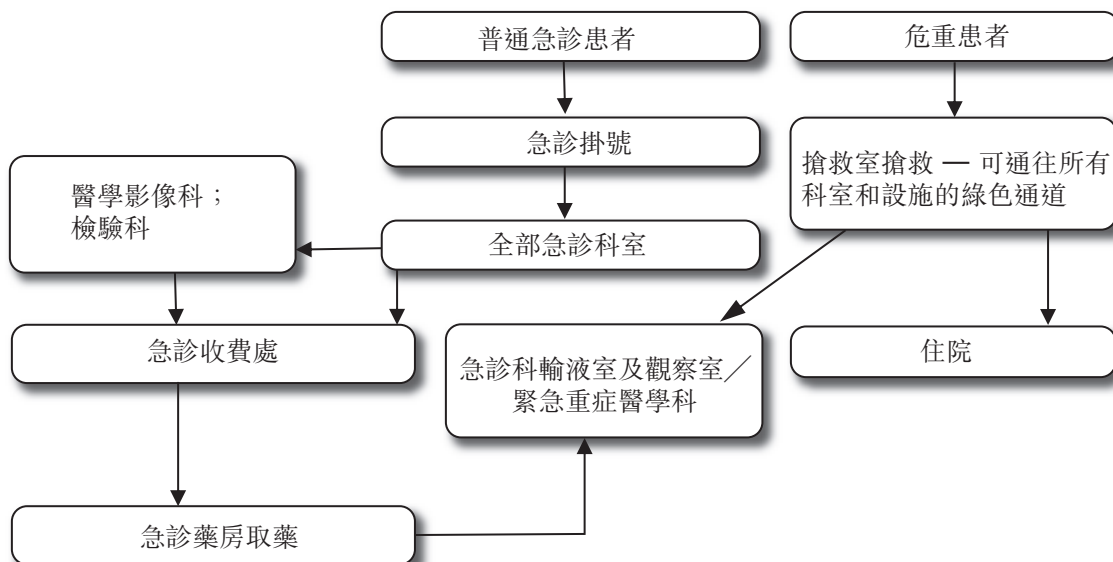 普通急診患者
危重患者
急診掛號
搶救室搶救 — 可通往所有
科室和設施的綠色通道
醫學影像科；
檢驗科
全部急診科室
急診收費處
急診科輸液室及觀察室／
緊急重症醫學科
住院
急診藥房取藥